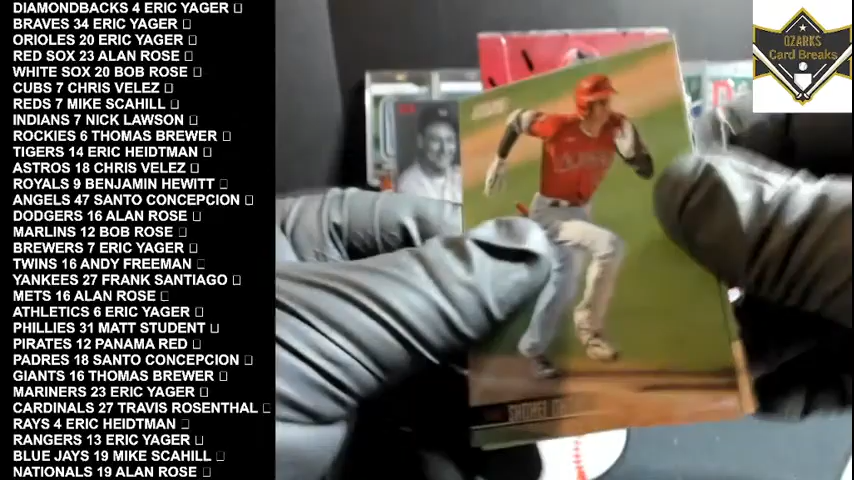 DIAMONDBACKS 4 ERIC YAGER
BRAVES 34 ERIC YAGER
ORIOLES 20 ERIC YAGER
RED SOX 23 ALAN ROSE
WHITE SOX 20 BOB ROSE
CUBS 7 CHRIS VELEZ
REDS 7 MIKE SCAHILL
INDIANS 7 NICK LAWSON
ROCKIES 6 THOMAS BREWER
TIGERS 14 ERIC HEIDTMAN
ASTROS 18 CHRIS VELEZ
ROYALS 9 BENJAMIN HEWITT
ANGELS 47 SANTO CONCEPCION
DODGERS 16 ALAN ROSE
MARLINS 12 BOB ROSE
BREWERS 7 ERIC YAGER
TWINS 16 ANDY FREEMAN
YANKEES 27 FRANK SANTIAGO
METS 16 ALAN ROSE
ATHLETICS 6 ERIC YAGER
PHILLIES 31 MATT STUDENT
PIRATES 12 PANAMA RED
PADRES 18 SANTO CONCEPCION
GIANTS 16 THOMAS BREWER
MARINERS 23 ERIC YAGER
CARDINALS 27 TRAVIS ROSENTHAL
RAYS 4 ERIC HEIDTMAN
RANGERS 13 ERIC YAGER
BLUE JAYS 19 MIKE SCAHILL
NATIONALS 19 ALAN ROSE
OZARKS
Card Breaks